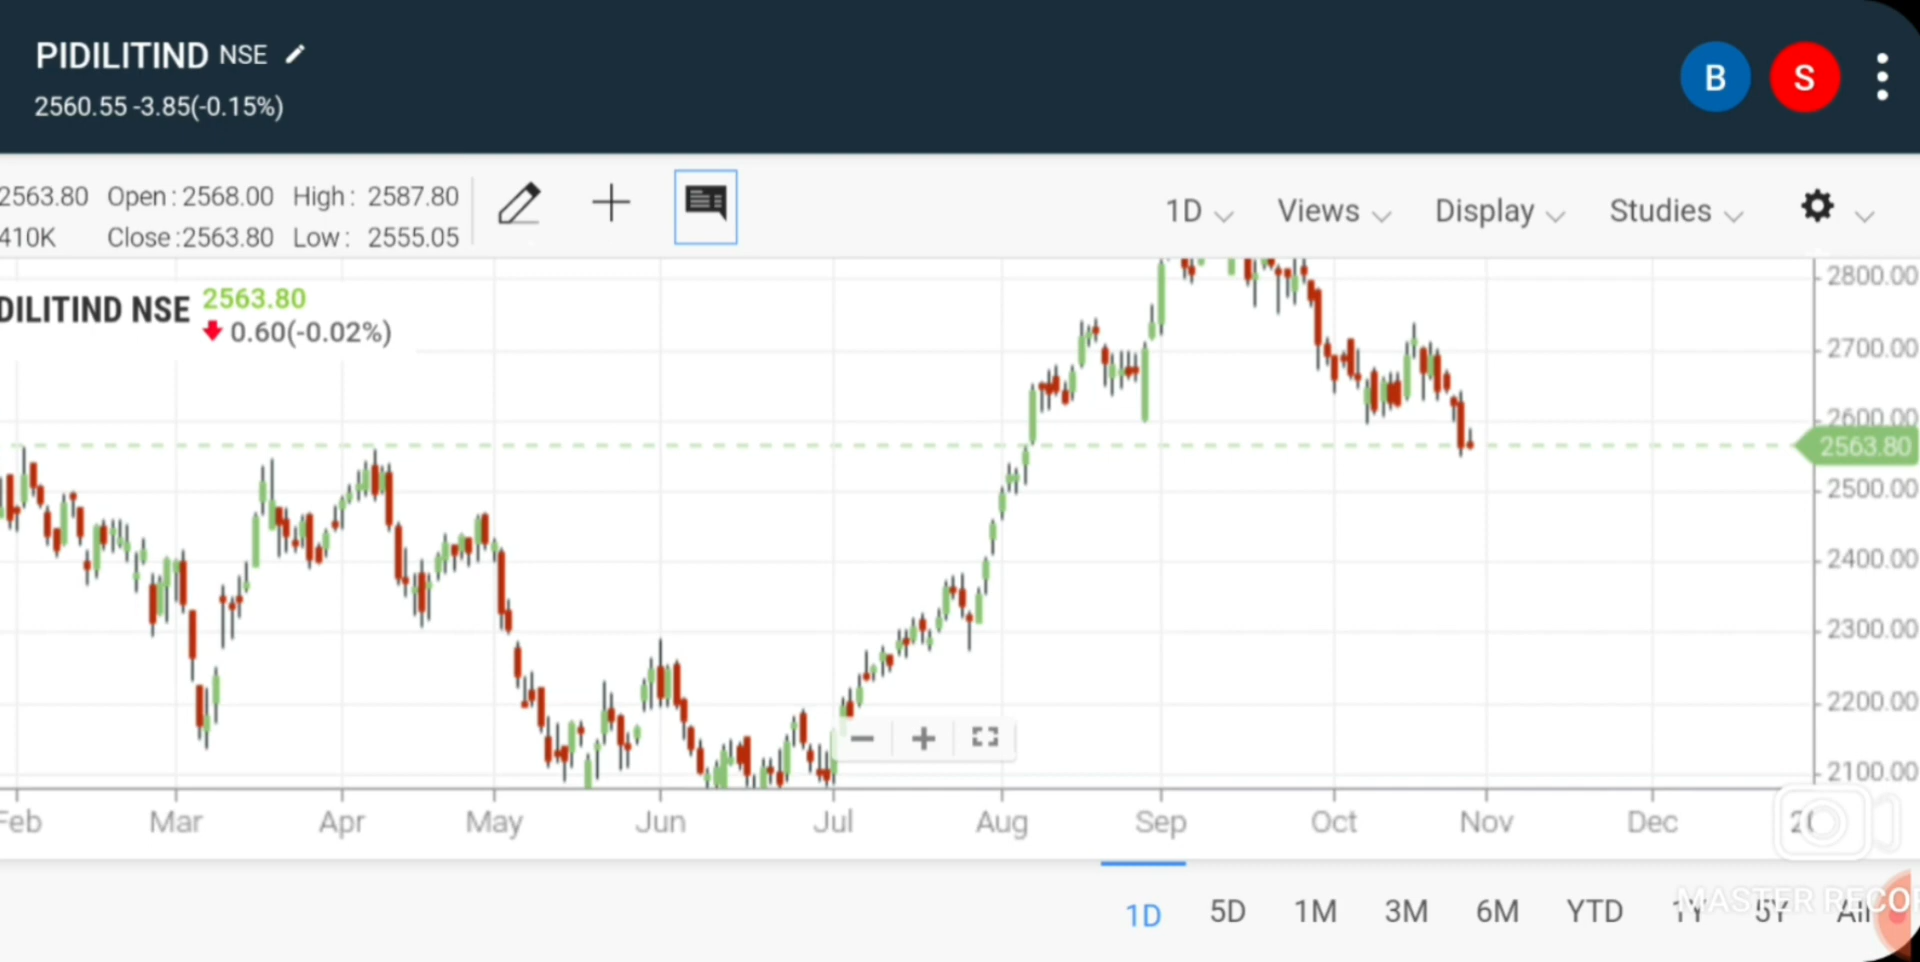 PIDILITIND NSE
2560.55 -3.85(-0.15%)
B S
2563.80 Open: 2568.00 High: 2587.80
410K Close:2563.80 Low: 2555.05
1D Views Display Studies
DILITIND NSE 2563.80
0.60(-0.02%)
2800.00
2700.00
2600.00
2563.80
2500.00
2400.00
2300.00
2200.00
2100.00
Feb Mar Apr May Jun Jul Aug Sep Oct Nov Dec
1D 5D 1M 3M 6M YTD 1Y 5Y All
MASTER RECO